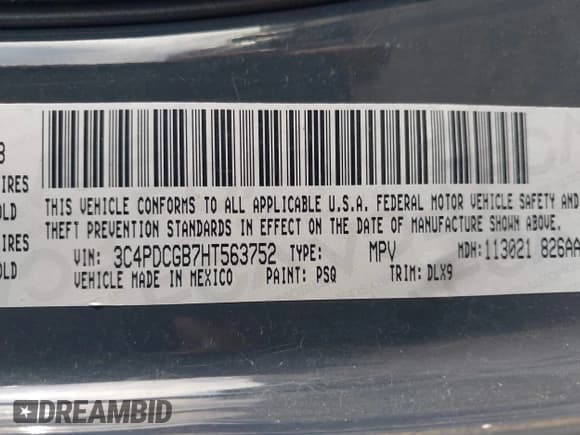 3
IRES
THIS VEHICLE CONFORMS TO ALL APPLICABLE U.S.A. FEDERAL MOTOR VEHICLE SAFETY AND
OLD
THEFT PREVENTION STANDARDS IN EFFECT ON THE DATE OF MANUFACTURE SHOWN ABOVE.
IRES
VIN: 3C4PDCGB7HT563752 TYPE: MPV MDH:113021 826AA
OLD
VEHICLE MADE IN MEXICO PAINT: PSQ TRIM: DLX9
DREAMBID